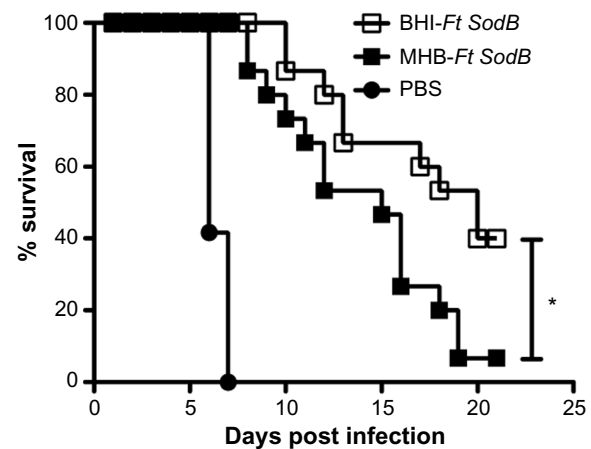 BHI-Ft SodB
MHB-Ft SodB
PBS
% survival
100
80
60
40
20
0
*
0 5 10 15 20 25
Days post infection